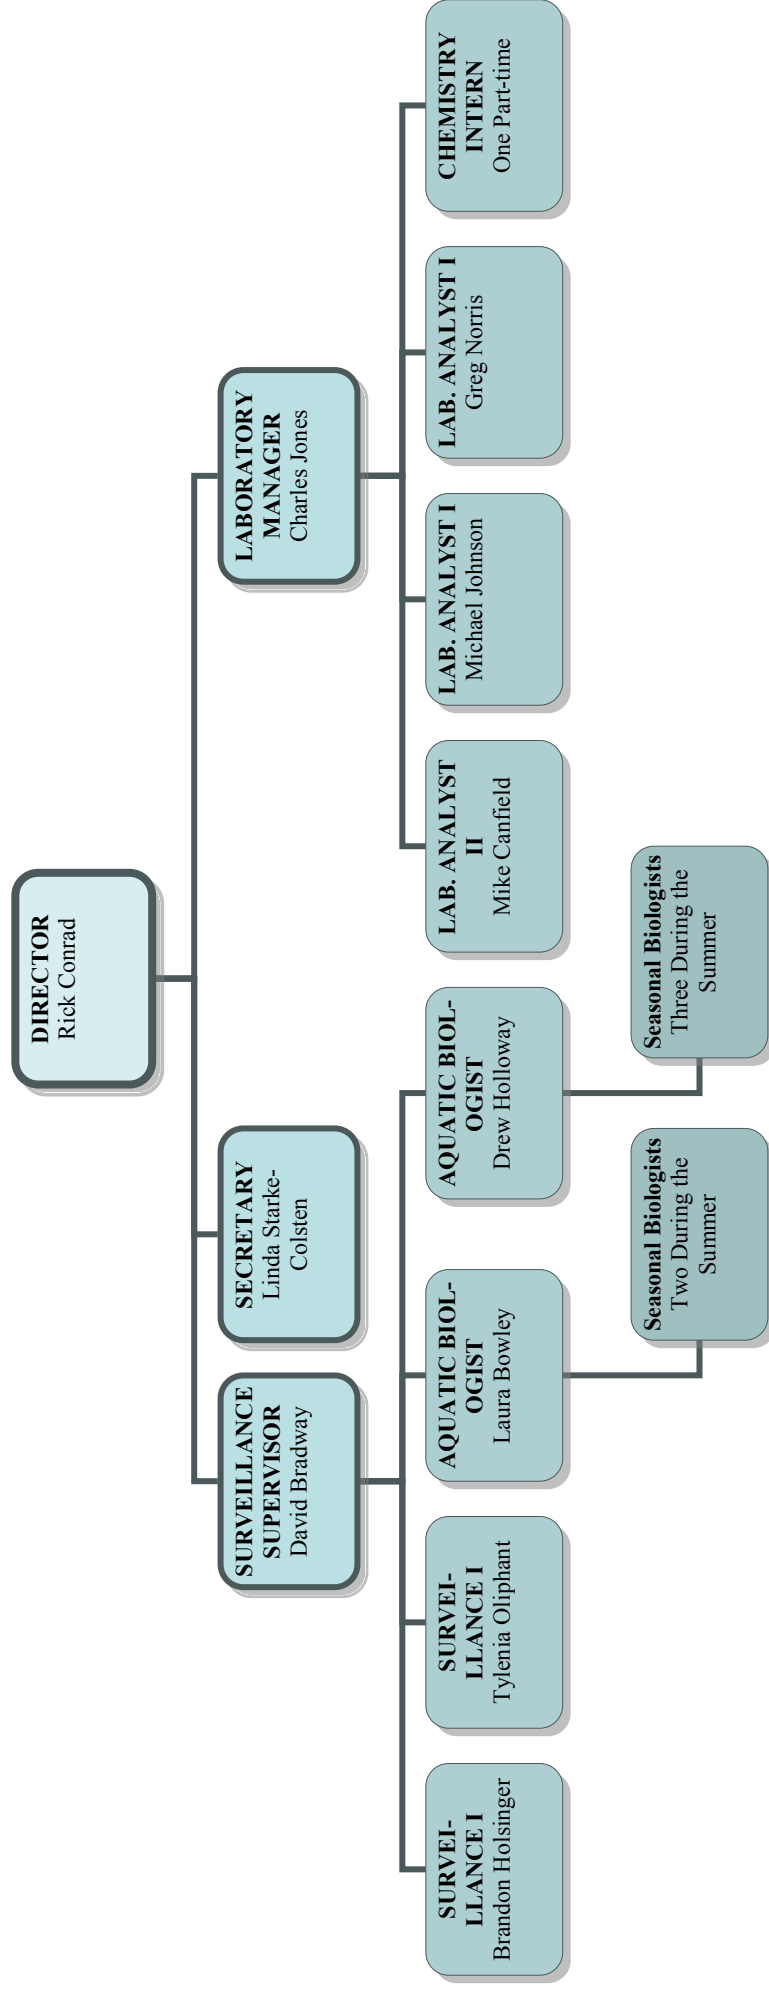 DIRECTOR
Rick Conrad
SURVEILLANCE
SUPERVISOR
David Bradway
SECRETARY
Linda Starke-
Colsten
LABORATORY
MANAGER
Charles Jones
SURVEI-
LLANCE I
Brandon Holsinger
SURVEI-
LLANCE I
Tylenia Oliphant
AQUATIC BIOL-
OGIST
Laura Bowley
AQUATIC BIOL-
OGIST
Drew Holloway
LAB. ANALYST
II
Mike Canfield
LAB. ANALYST I
Michael Johnson
LAB. ANALYST I
Greg Norris
CHEMISTRY
INTERN
One Part-time
Seasonal Biologists
Two During the
Summer
Seasonal Biologists
Three During the
Summer